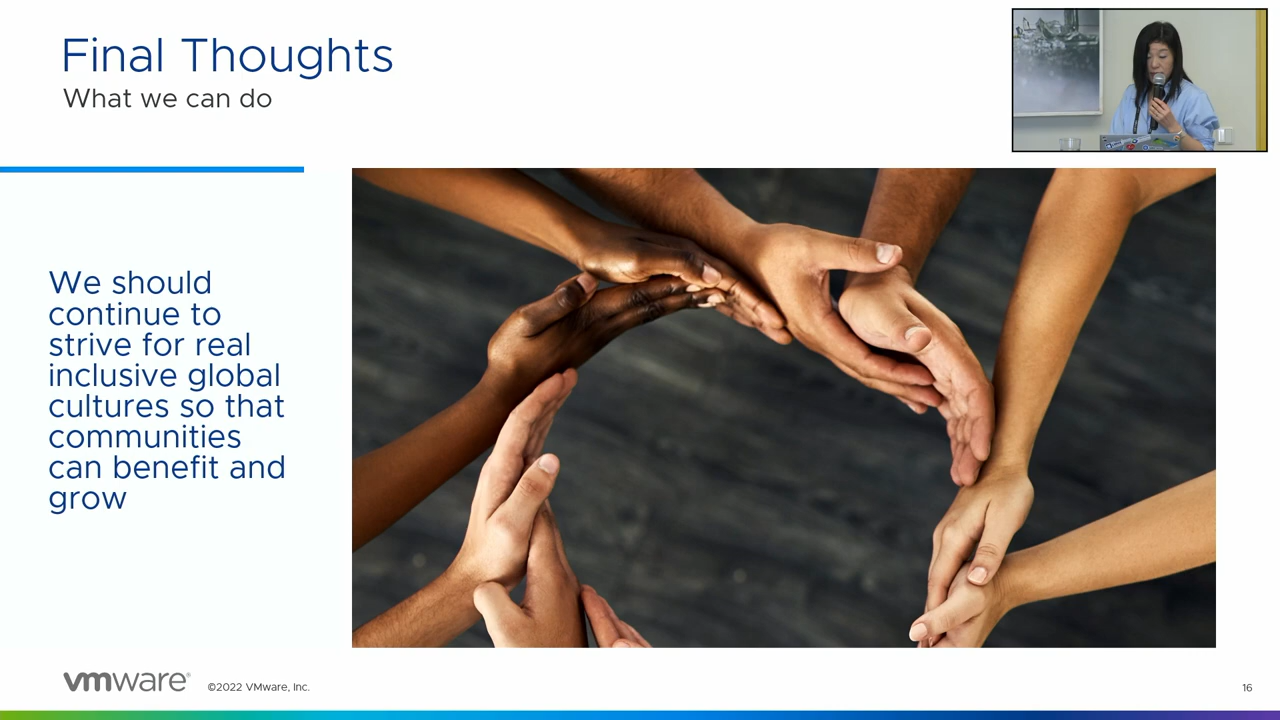 Final Thoughts
What we can do
We should
continue to
strive for real
inclusive global
cultures so that
communities
can benefit and
grow
vmware®
©2022 VMware, Inc.
16